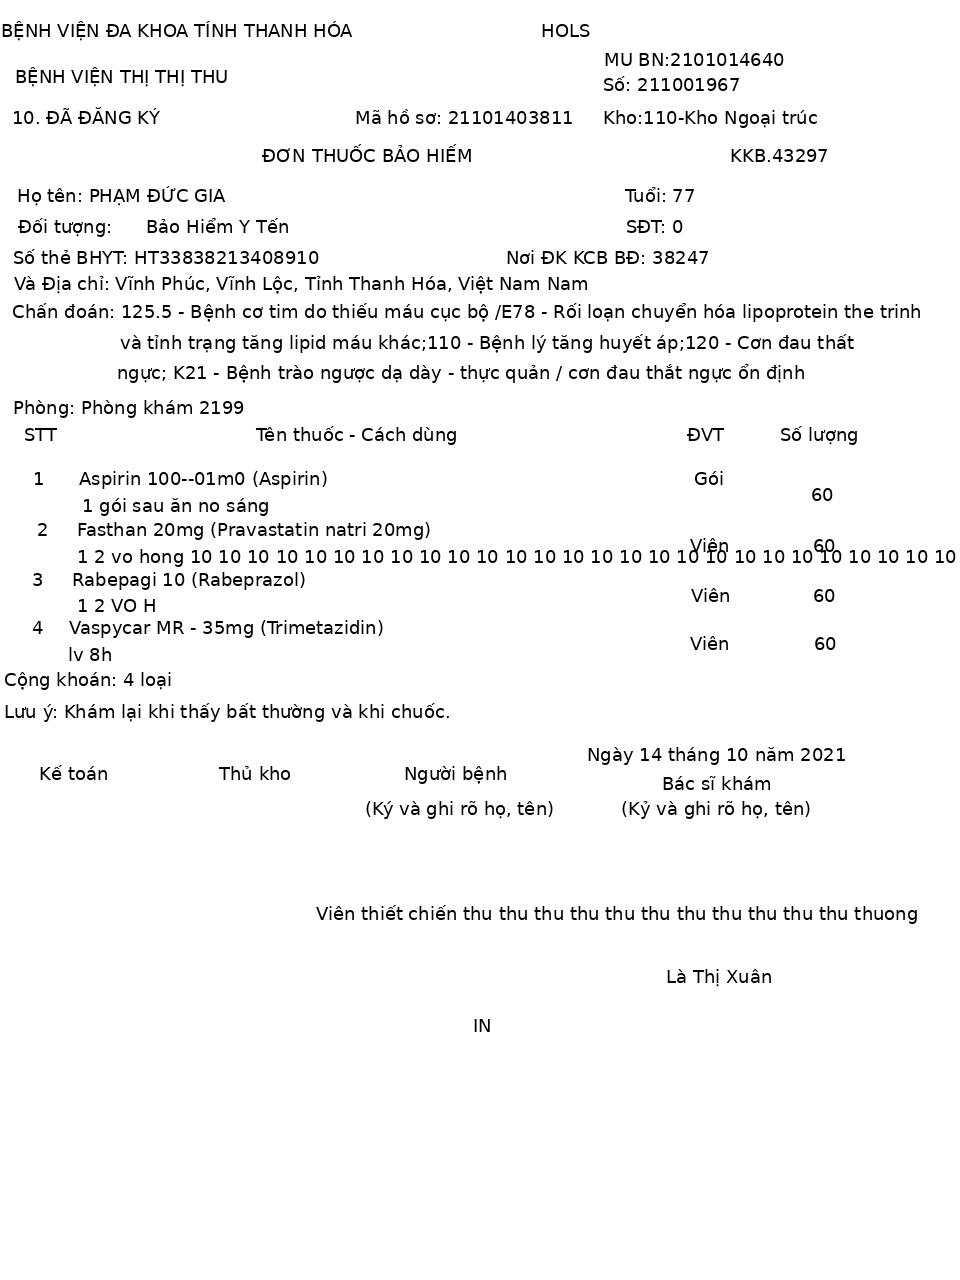 BỆNH VIỆN ĐA KHOA TÍNH THANH HÓA HOLS
MU BN:2101014640
BỆNH VIỆN THỊ THỊ THU
Số: 211001967
10. ĐÃ ĐĂNG KÝ Mã hồ sơ: 21101403811 Kho:110-Kho Ngoại trúc
ĐƠN THUỐC BẢO HIẾM KKB.43297
Họ tên: PHẠM ĐỨC GIA Tuổi: 77
Đối tượng: Bảo Hiểm Y Tến SĐT: 0
Số thẻ BHYT: HT33838213408910 Nơi ĐK KCB BĐ: 38247
Và Địa chỉ: Vĩnh Phúc, Vĩnh Lộc, Tỉnh Thanh Hóa, Việt Nam Nam
Chấn đoán: 125.5 - Bệnh cơ tim do thiếu máu cục bộ /E78 - Rối loạn chuyển hóa lipoprotein the trinh
và tỉnh trạng tăng lipid máu khác;110 - Bệnh lý tăng huyết áp;120 - Cơn đau thất
ngực; K21 - Bệnh trào ngược dạ dày - thực quản / cơn đau thắt ngực ổn định
Phòng: Phòng khám 2199
STT Tên thuốc - Cách dùng ĐVT Số lượng
1 Aspirin 100--01m0 (Aspirin) Gói
60
1 gói sau ăn no sáng
2 Fasthan 20mg (Pravastatin natri 20mg)
Viên 60
1 2 vo hong 10 10 10 10 10 10 10 10 10 10 10 10 10 10 10 10 10 10 10 10 10 10 10 10 10 10 10
3 Rabepagi 10 (Rabeprazol)
Viên 60
1 2 VO H
4 Vaspycar MR - 35mg (Trimetazidin)
Viên 60
lv 8h
Cộng khoán: 4 loại
Lưu ý: Khám lại khi thấy bất thường và khi chuốc.
Ngày 14 tháng 10 năm 2021
Kế toán Thủ kho Người bệnh
Bác sĩ khám
(Ký và ghi rõ họ, tên) (Kỷ và ghi rõ họ, tên)
Viên thiết chiến thu thu thu thu thu thu thu thu thu thu thu thuong
Là Thị Xuân
IN